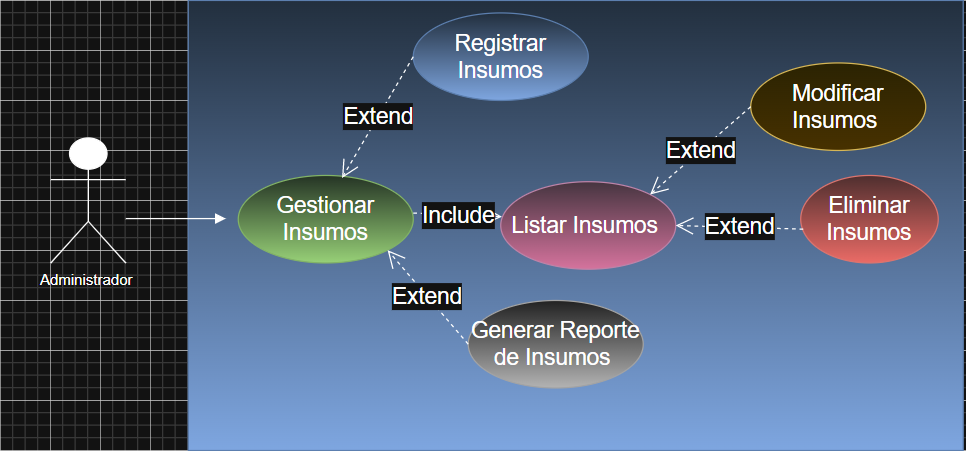 Registrar
Insumos
Extend
Modificar
Insumos
Extend
Administrador
Gestionar
Insumos
Include
Listar Insumos
Extend
Eliminar
Insumos
Extend
Generar Reporte
de Insumos